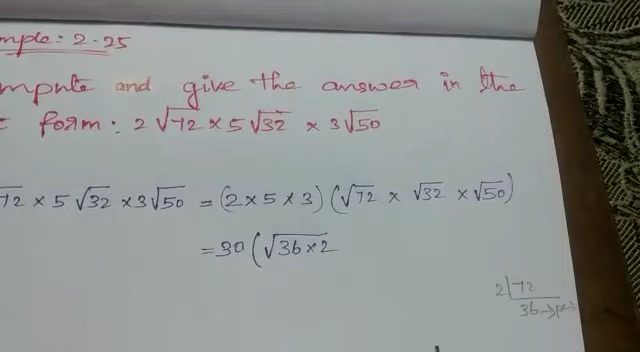 mple: 2.25
mpute and give the answer in the
form: 2√72 × 5√32 × 3√50
√72 × 5√32 × 3√50 = (2×5×3) (√72 × √32 × √50)
= 30 (√36×2
2 72
36